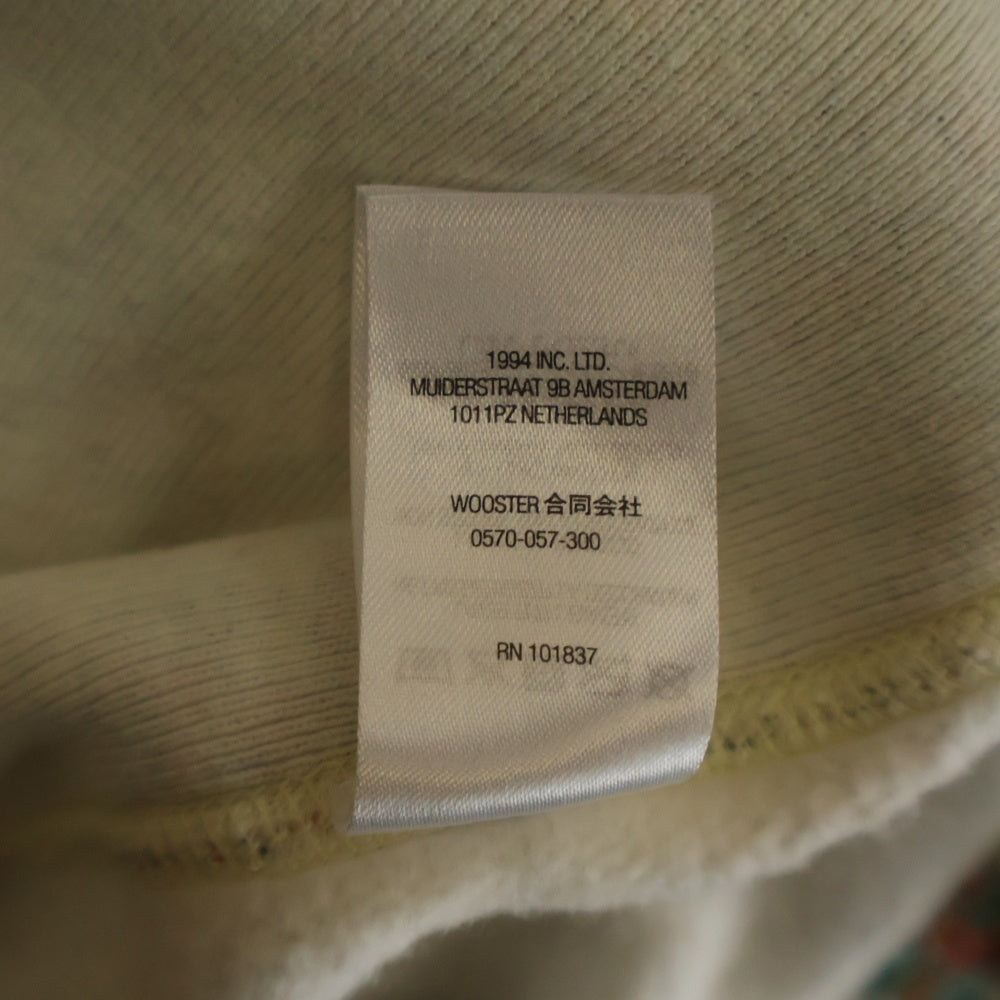 1994 INC. LTD.
MUIDERSTRAAT 9B AMSTERDAM
1011PZ NETHERLANDS
WOOSTER 合同会社
0570-057-300
RN 101837